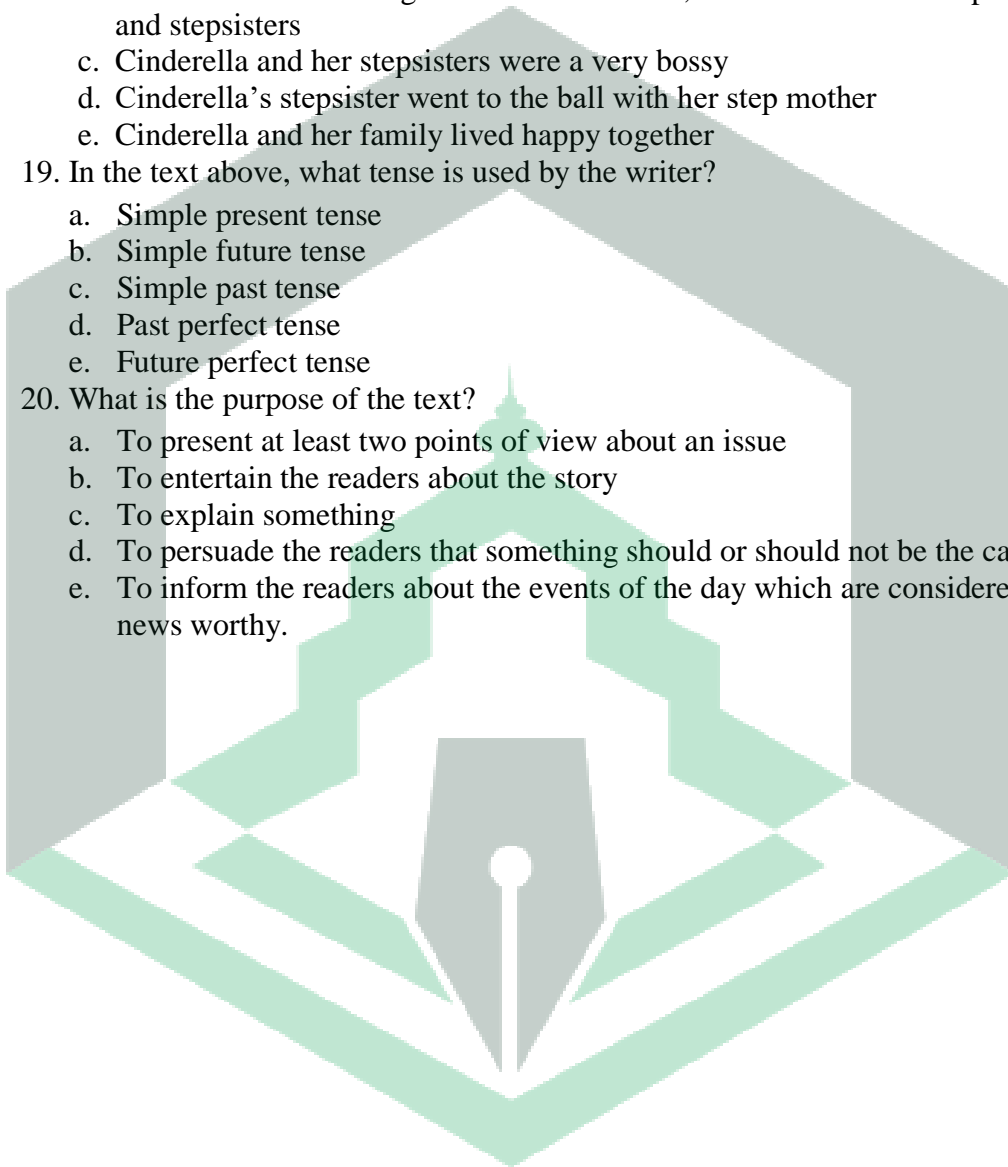 and stepsisters
c. Cinderella and her stepsisters were a very bossy
d. Cinderella’s stepsister went to the ball with her step mother
e. Cinderella and her family lived happy together
19. In the text above, what tense is used by the writer?
a. Simple present tense
b. Simple future tense
c. Simple past tense
d. Past perfect tense
e. Future perfect tense
20. What is the purpose of the text?
a. To present at least two points of view about an issue
b. To entertain the readers about the story
c. To explain something
d. To persuade the readers that something should or should not be the ca
e. To inform the readers about the events of the day which are considere
news worthy.